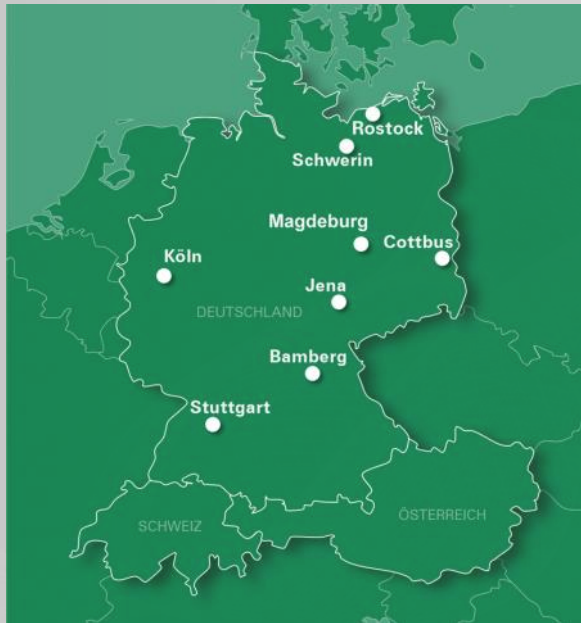 Rostock
Schwerin
Magdeburg
Cottbus
Köln
Jena
DEUTSCHLAND
Bamberg
Stuttgart
SCHWEIZ
ÖSTERREICH